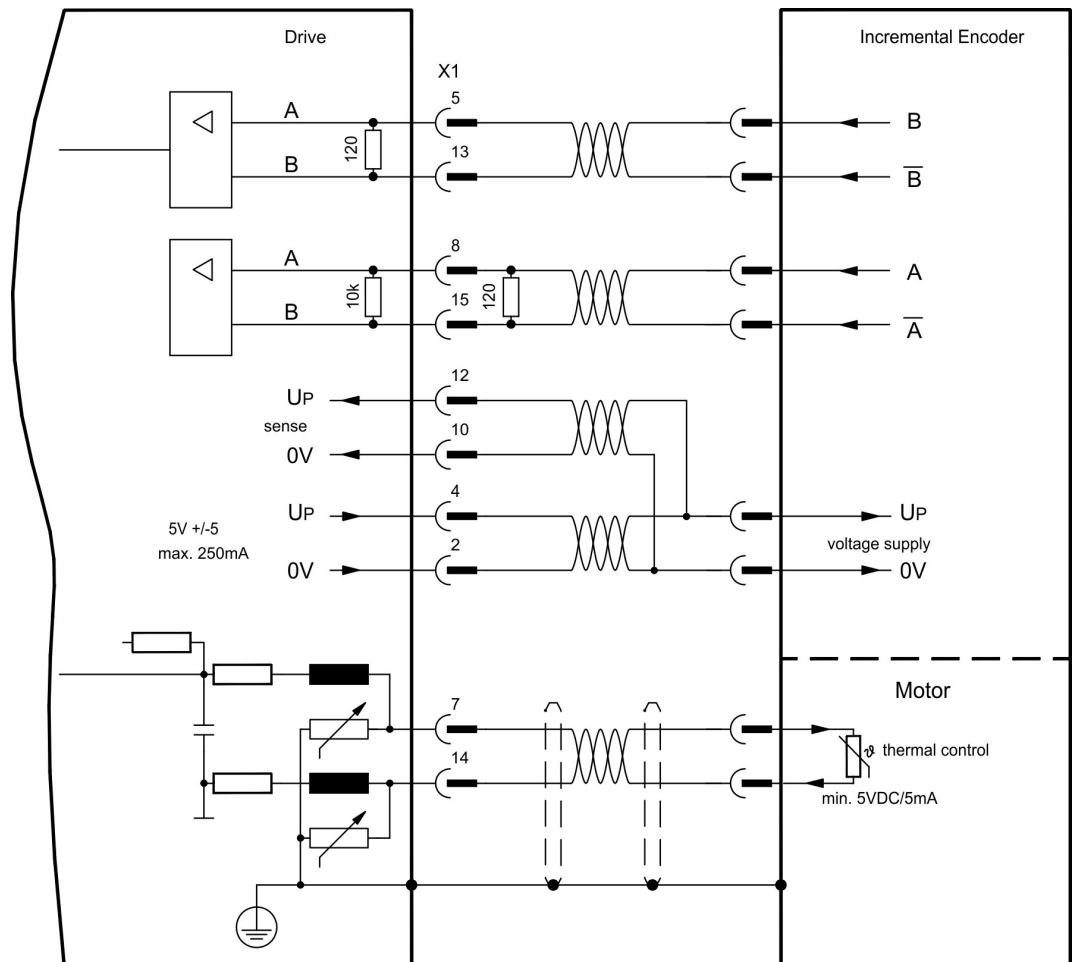 Drive
Incremental Encoder
X1
A
5
B
120
B
13
B̅
A
8
A
10k
120
B
15
A̅
UP
12
sense
0V
10
UP
4
UP
5V +/-5
max. 250mA
voltage supply
0V
2
0V
Motor
7
ϑ thermal control
14
min. 5VDC/5mA